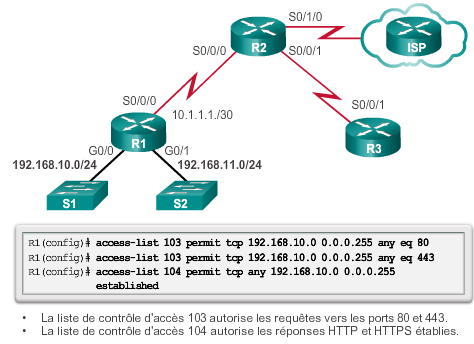 S0/1/0
R2
ISP
S0/0/0
S0/0/1
S0/0/0
10.1.1.1./30
S0/0/1
R1
R3
G0/0
G0/1
192.168.10.0/24
192.168.11.0/24
S1
S2
R1(config)# access-list 103 permit tcp 192.168.10.0 0.0.0.255 any eq 80
R1(config)# access-list 103 permit tcp 192.168.10.0 0.0.0.255 any eq 443
R1(config)# access-list 104 permit tcp any 192.168.10.0 0.0.0.255
established
• La liste de contrôle d'accès 103 autorise les requêtes vers les ports 80 et 443.
• La liste de contrôle d'accès 104 autorise les réponses HTTP et HTTPS établies.